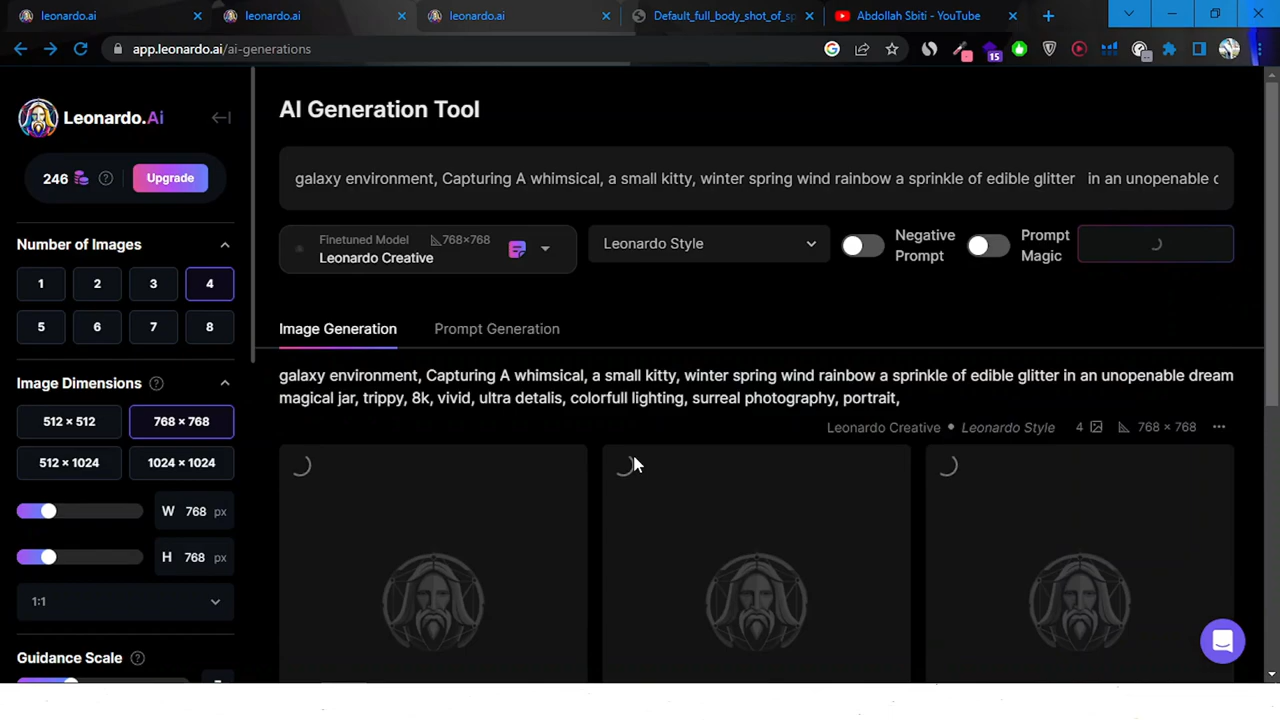 leonardo.ai
leonardo.ai
leonardo.ai
Default_full_body_shot_of_sp
Abdollah Sbiti - YouTube
app.leonardo.ai/ai-generations
15
Leonardo.Ai
246
Upgrade
Number of Images
1 2 3 4
5 6 7 8
Image Dimensions
512 × 512
768 × 768
512 × 1024
1024 × 1024
W 768 px
H 768 px
1:1
Guidance Scale
AI Generation Tool
galaxy environment, Capturing A whimsical, a small kitty, winter spring wind rainbow a sprinkle of edible glitter in an unopenable
Finetuned Model
768×768
Leonardo Creative
Leonardo Style
Negative Prompt
Prompt Magic
Image Generation
Prompt Generation
galaxy environment, Capturing A whimsical, a small kitty, winter spring wind rainbow a sprinkle of edible glitter in an unopenable dream
magical jar, trippy, 8k, vivid, ultra detalis, colorfull lighting, surreal photography, portrait,
Leonardo Creative • Leonardo Style 4 768 × 768